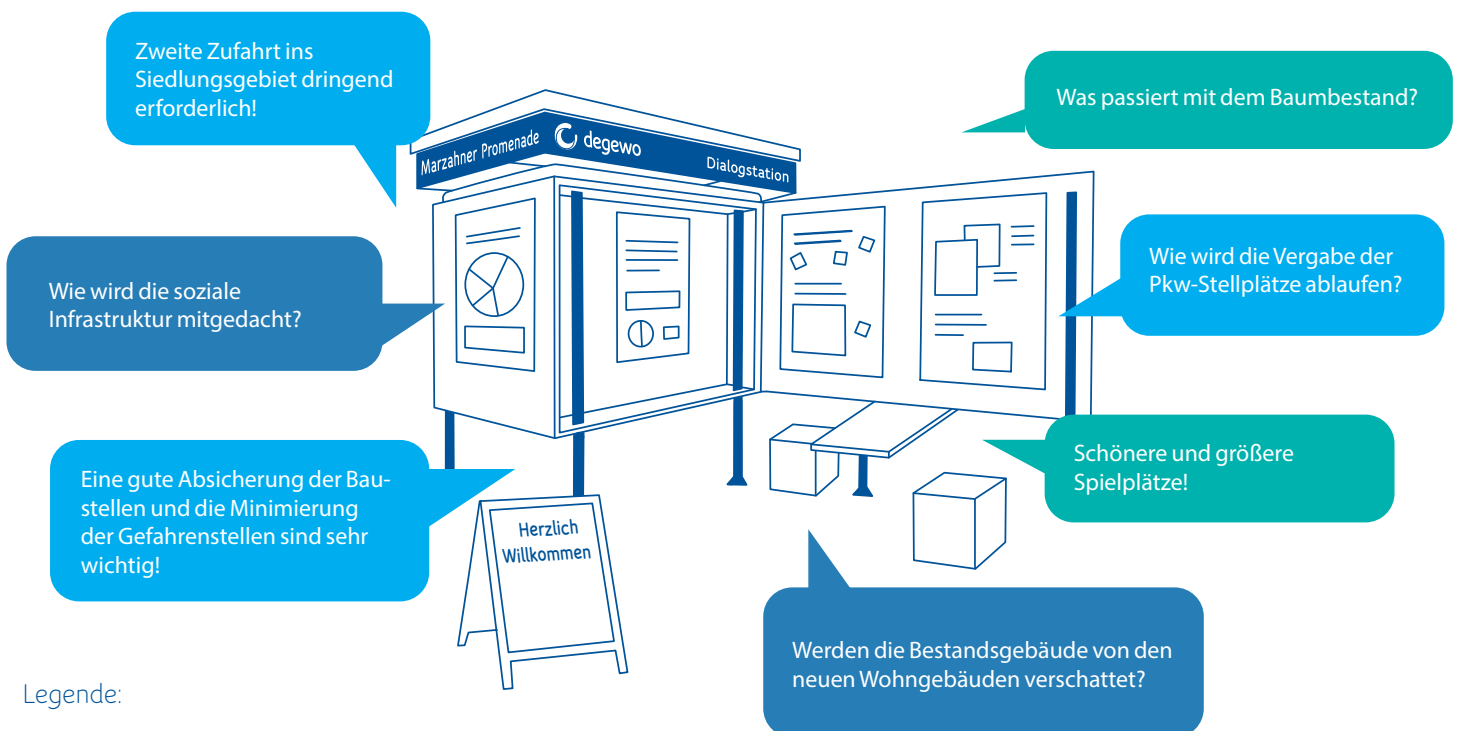 Zweite Zufahrt ins
Siedlungsgebiet dringend
erforderlich!
Was passiert mit dem Baumbestand?
Marzahner Promenade
degewo
Dialogstation
Wie wird die soziale
Infrastruktur mitgedacht?
Wie wird die Vergabe der
Pkw-Stellplätze ablaufen?
Eine gute Absicherung der Bau-
stellen und die Minimierung
der Gefahrenstellen sind sehr
wichtig!
Schönere und größere
Spielplätze!
Herzlich
Willkommen
Werden die Bestandsgebäude von den
neuen Wohngebäuden verschattet?
Legende: